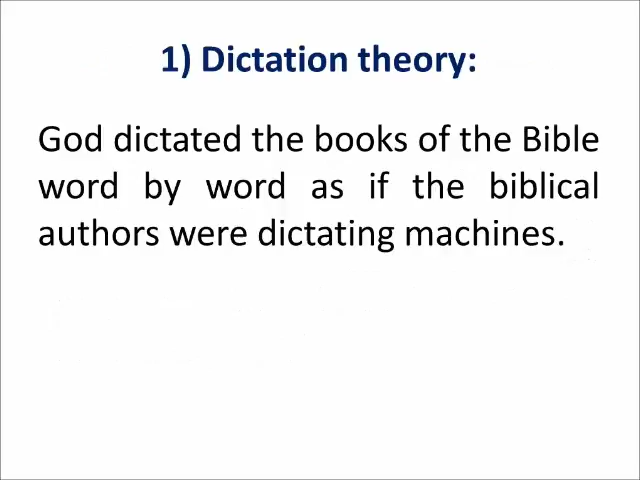 1) Dictation theory:
God dictated the books of the Bible
word by word as if the biblical
authors were dictating machines.